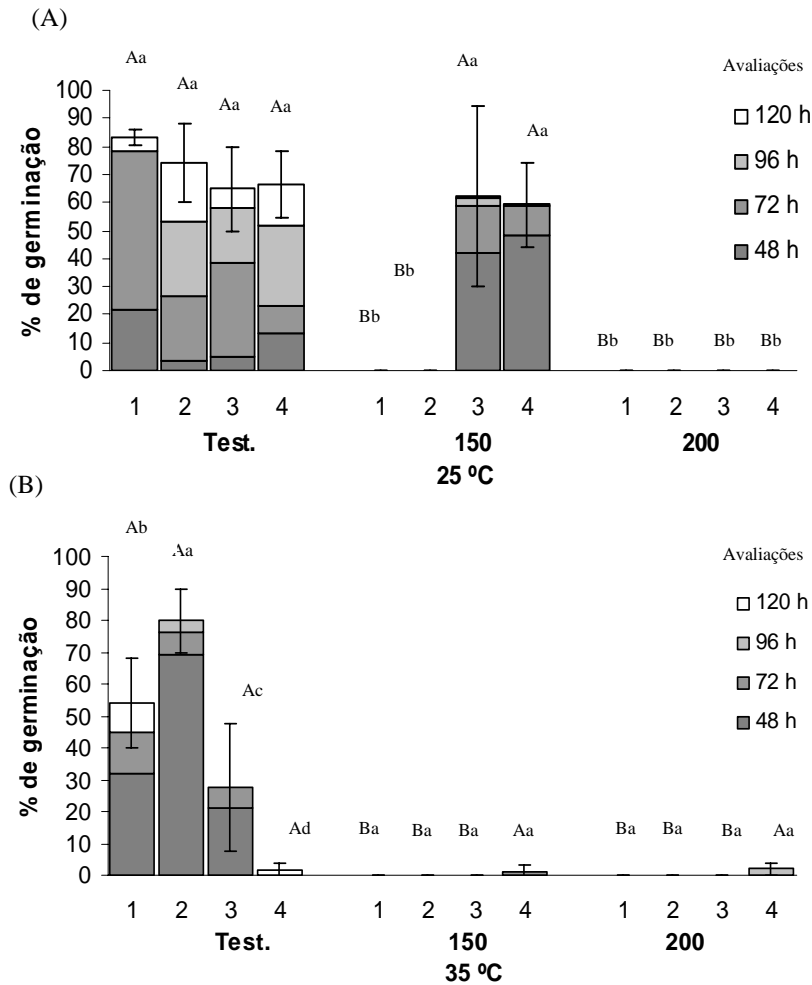 (A)
Aa Aa Aa Aa Aa Aa
Avaliações
120 h
96 h
72 h
48 h
% de germinação
100
90
80
70
60
50
40
30
20
10
0
Bb Bb Bb Bb Bb Bb
1 2 3 4 1 2 3 4 1 2 3 4
Test. 150 200
25 ºC
(B)
Ab Aa Ac Ad Ba Ba Ba Aa Ba Ba Ba Aa
Avaliações
120 h
96 h
72 h
48 h
% de germinação
100
90
80
70
60
50
40
30
20
10
0
1 2 3 4 1 2 3 4 1 2 3 4
Test. 150 200
35 ºC